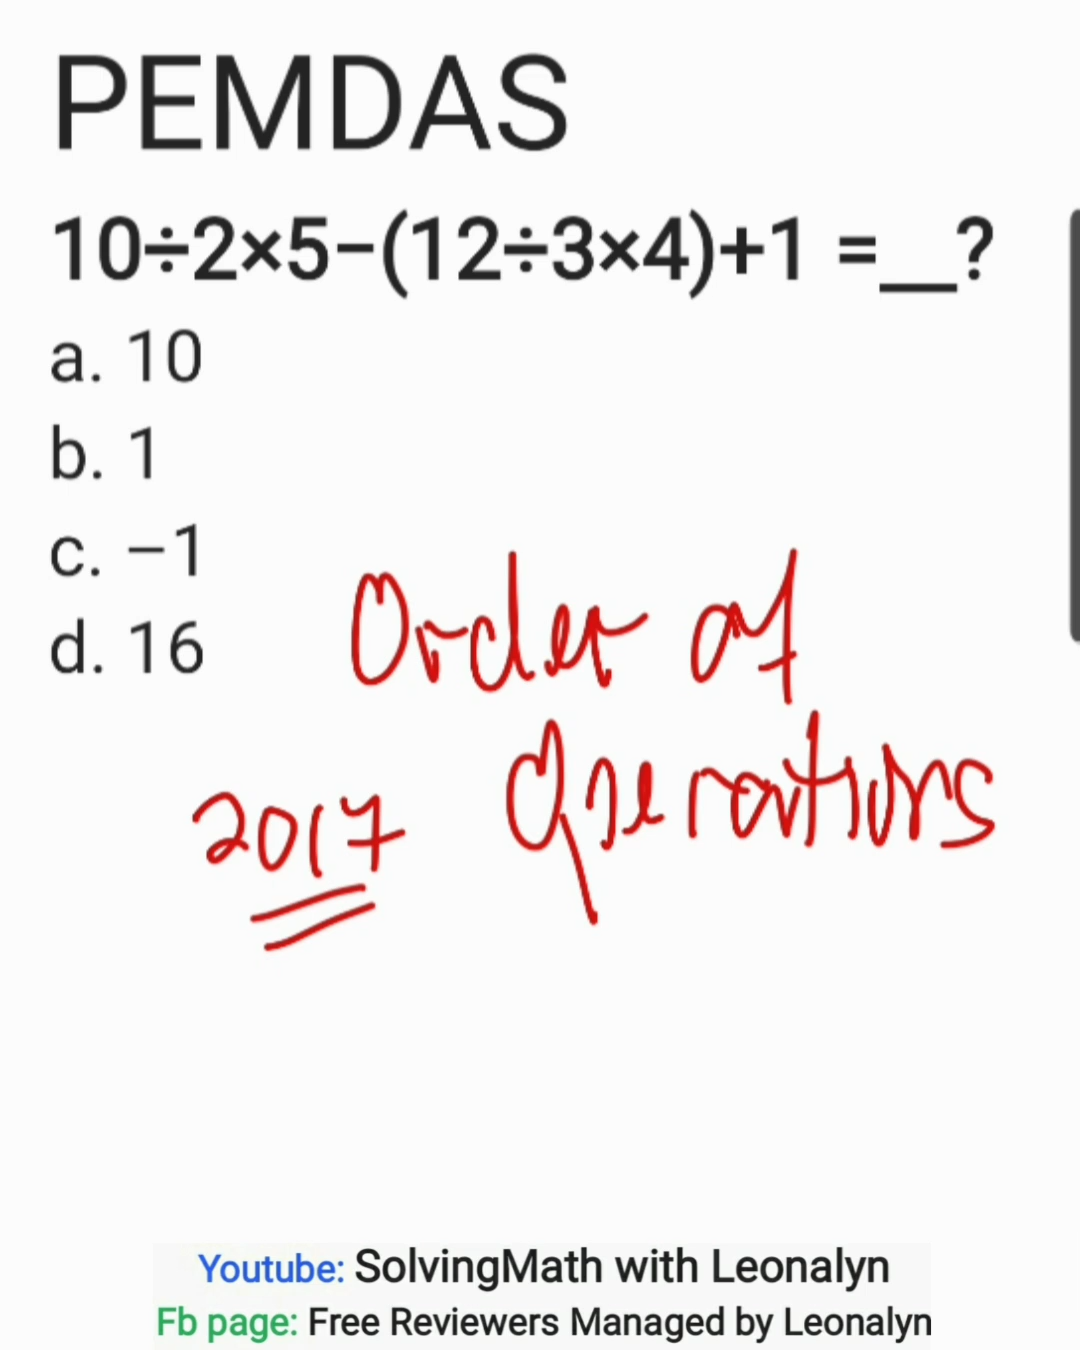 PEMDAS
10÷2×5−(12÷3×4)+1 =__?
a. 10
b. 1
c. −1
d. 16
Order of
Operations
2017
Youtube: SolvingMath with Leonalyn
Fb page: Free Reviewers Managed by Leonalyn